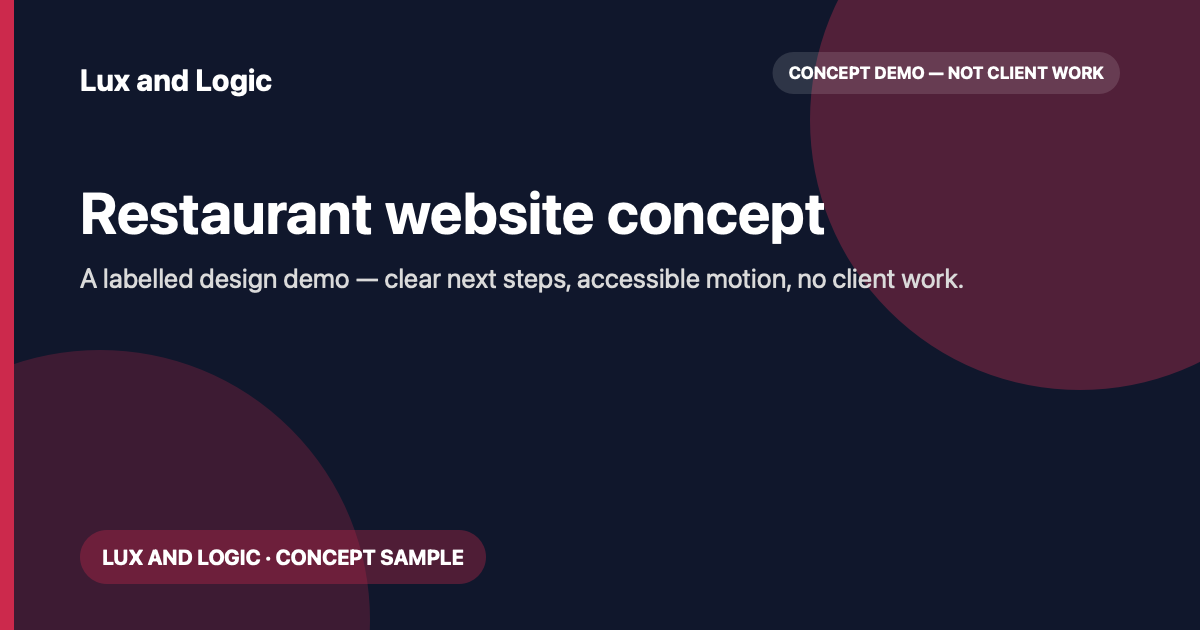 Lux and Logic
CONCEPT DEMO — NOT CLIENT WORK
Restaurant website concept
A labelled design demo — clear next steps, accessible motion, no client work.
LUX AND LOGIC · CONCEPT SAMPLE